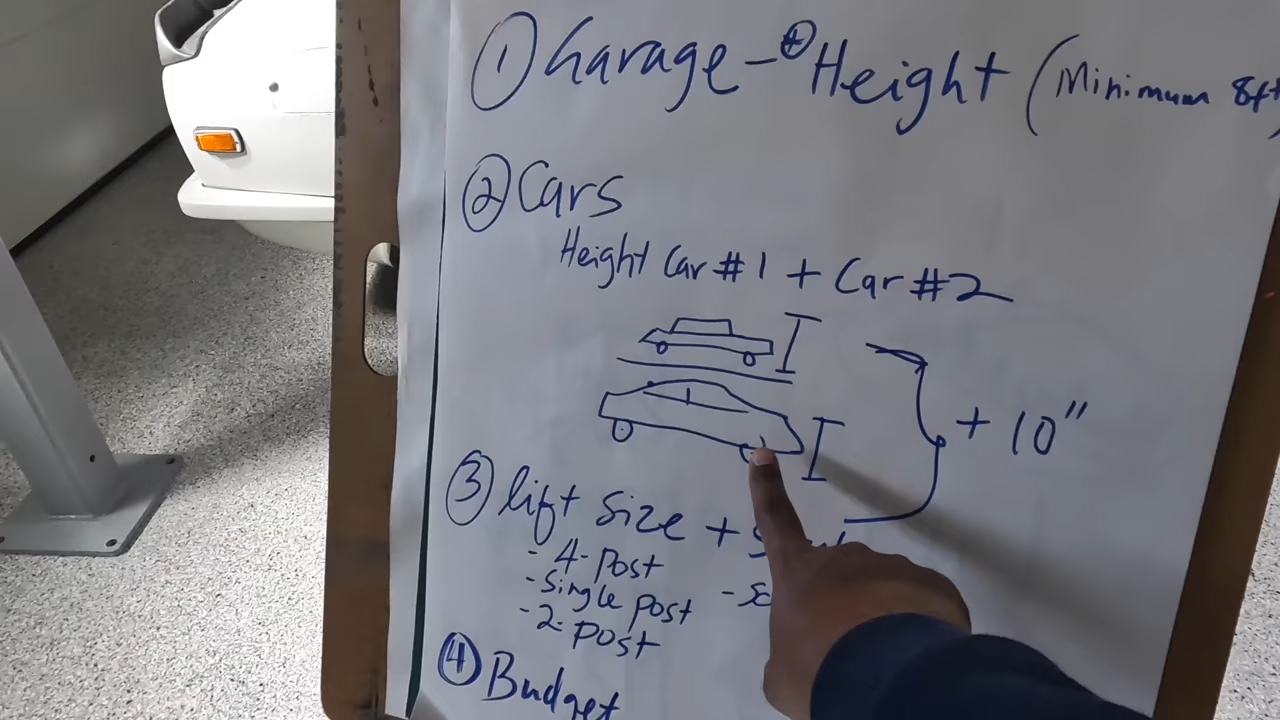 ① Garage - ⊕ Height (Minimum 8ft
② Cars
Height Car #1 + Car #2
+ 10"
③ lift Size +
- 4-Post
- Single post
- 2-Post
④ Budget